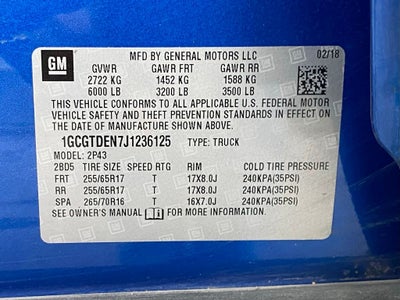 GM
MFD BY GENERAL MOTORS LLC 02/18
GVWR GAWR FRT GAWR RR
2722 KG 1452 KG 1588 KG
6000 LB 3200 LB 3500 LB
THIS VEHICLE CONFORMS TO ALL APPLICABLE U.S. FEDERAL MOTOR
VEHICLE SAFETY AND THEFT PREVENTION STANDARDS IN EFFECT ON
THE DATE OF MANUFACTURE SHOWN ABOVE.
1GCGTDEN7J1236125 TYPE: TRUCK
MODEL: 2P43
2BD5 TIRE SIZE SPEED RTG RIM COLD TIRE PRESSURE
FRT 255/65R17 T 17X8.0J 240KPA(35PSI)
RR 255/65R17 T 17X8.0J 240KPA(35PSI)
SPA 265/70R16 T 16X7.0J 240KPA(35PSI)
SEE OWNER'S MANUAL FOR MORE INFORMATION.